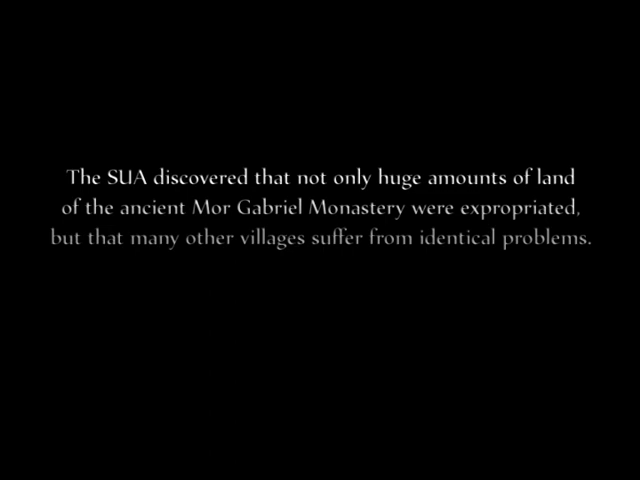 The SUA discovered that not only huge amounts of land
of the ancient Mor Gabriel Monastery were expropriated,
but that many other villages suffer from identical problems.